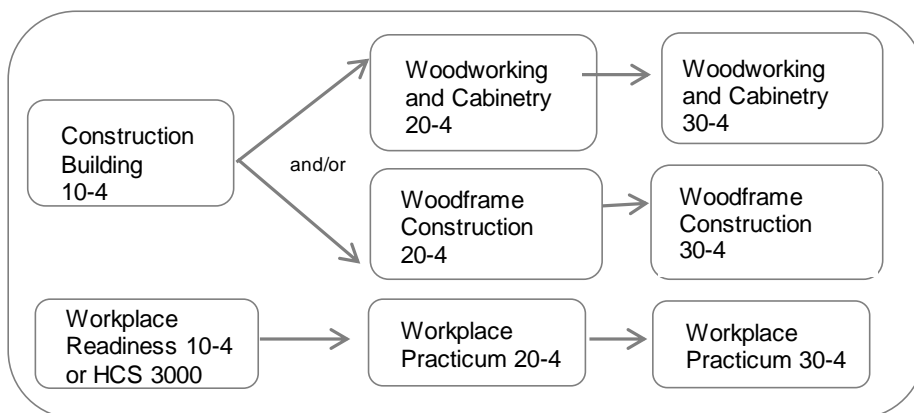 Construction
Building
10-4
and/or
Woodworking
and Cabinetry
20-4
Woodworking
and Cabinetry
30-4
Woodframe
Construction
20-4
Woodframe
Construction
30-4
Workplace
Readiness 10-4
or HCS 3000
Workplace
Practicum 20-4
Workplace
Practicum 30-4